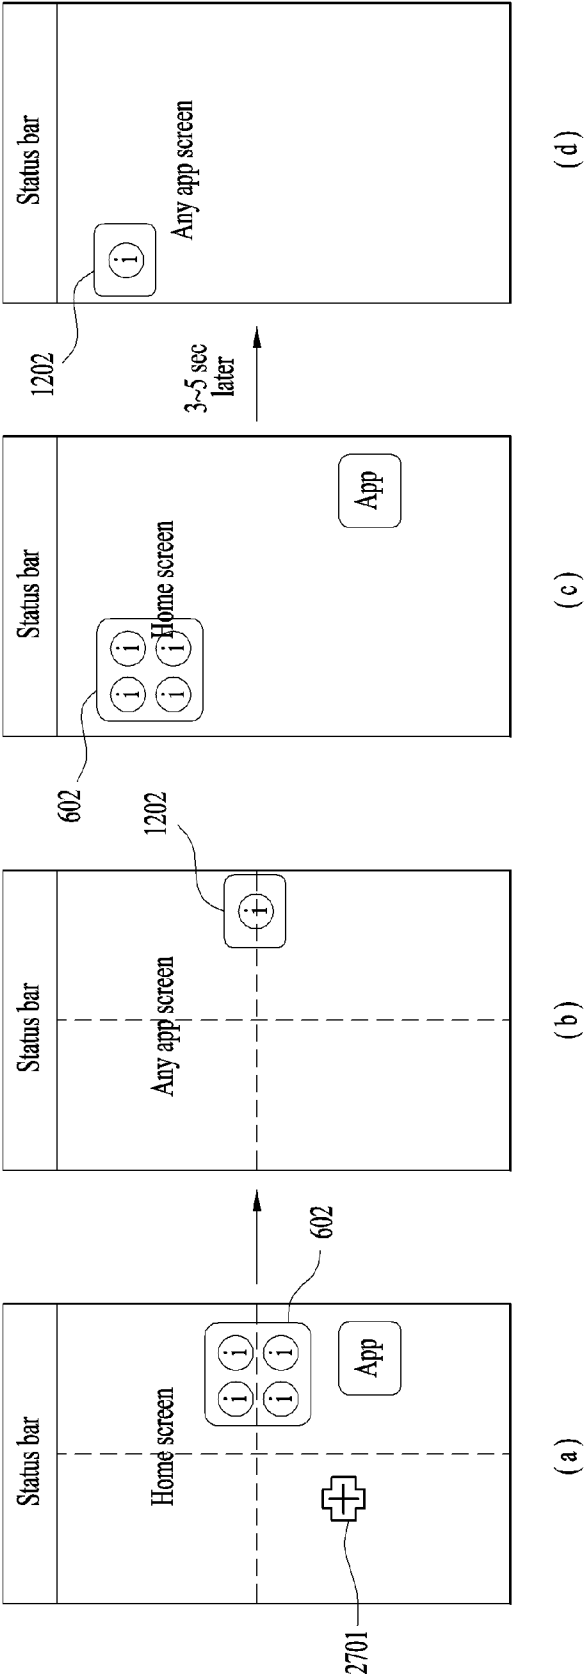 Status bar
Home screen
i i
i i
602
App
2701
(a)
Status bar
Any app screen
1202
i
(b)
Status bar
602
Home screen
i i
i i
App
(c)
3~5 sec
later
Status bar
1202
i
Any app screen
(d)